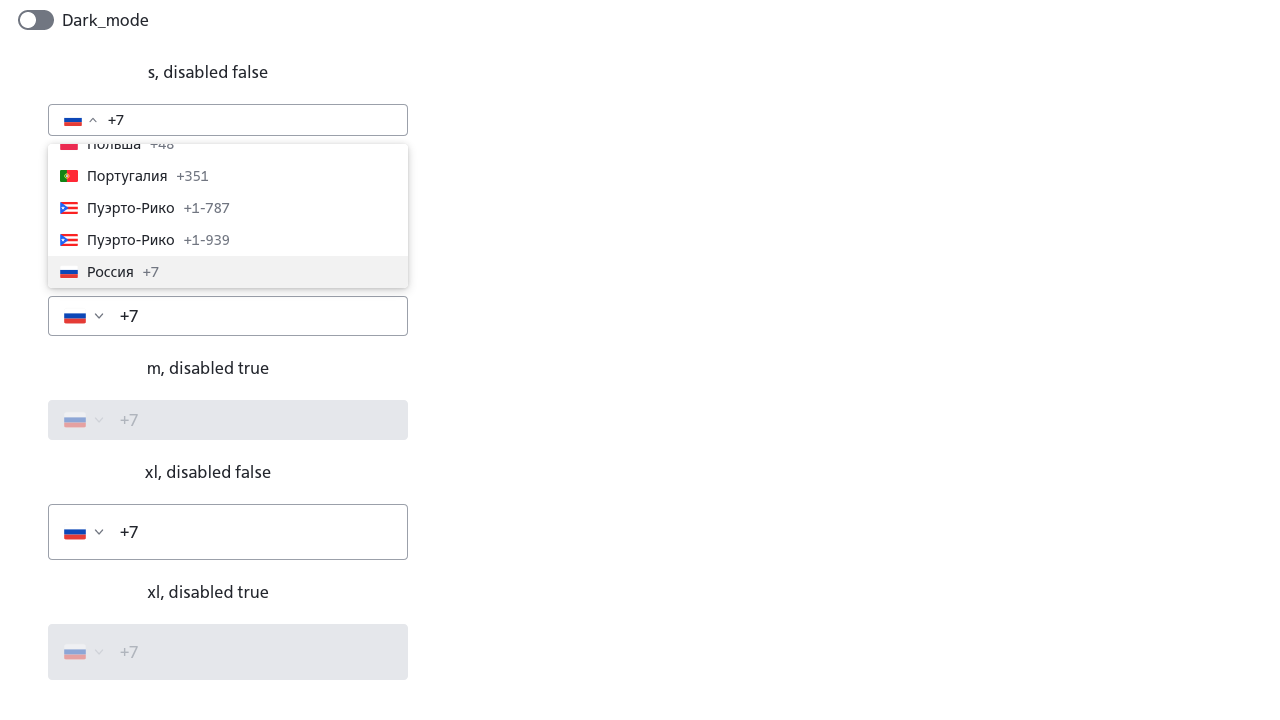 Dark_mode
s, disabled false
+7
Польша +48
Португалия +351
Пуэрто-Рико +1-787
Пуэрто-Рико +1-939
Россия +7
+7
m, disabled true
+7
xl, disabled false
+7
xl, disabled true
+7